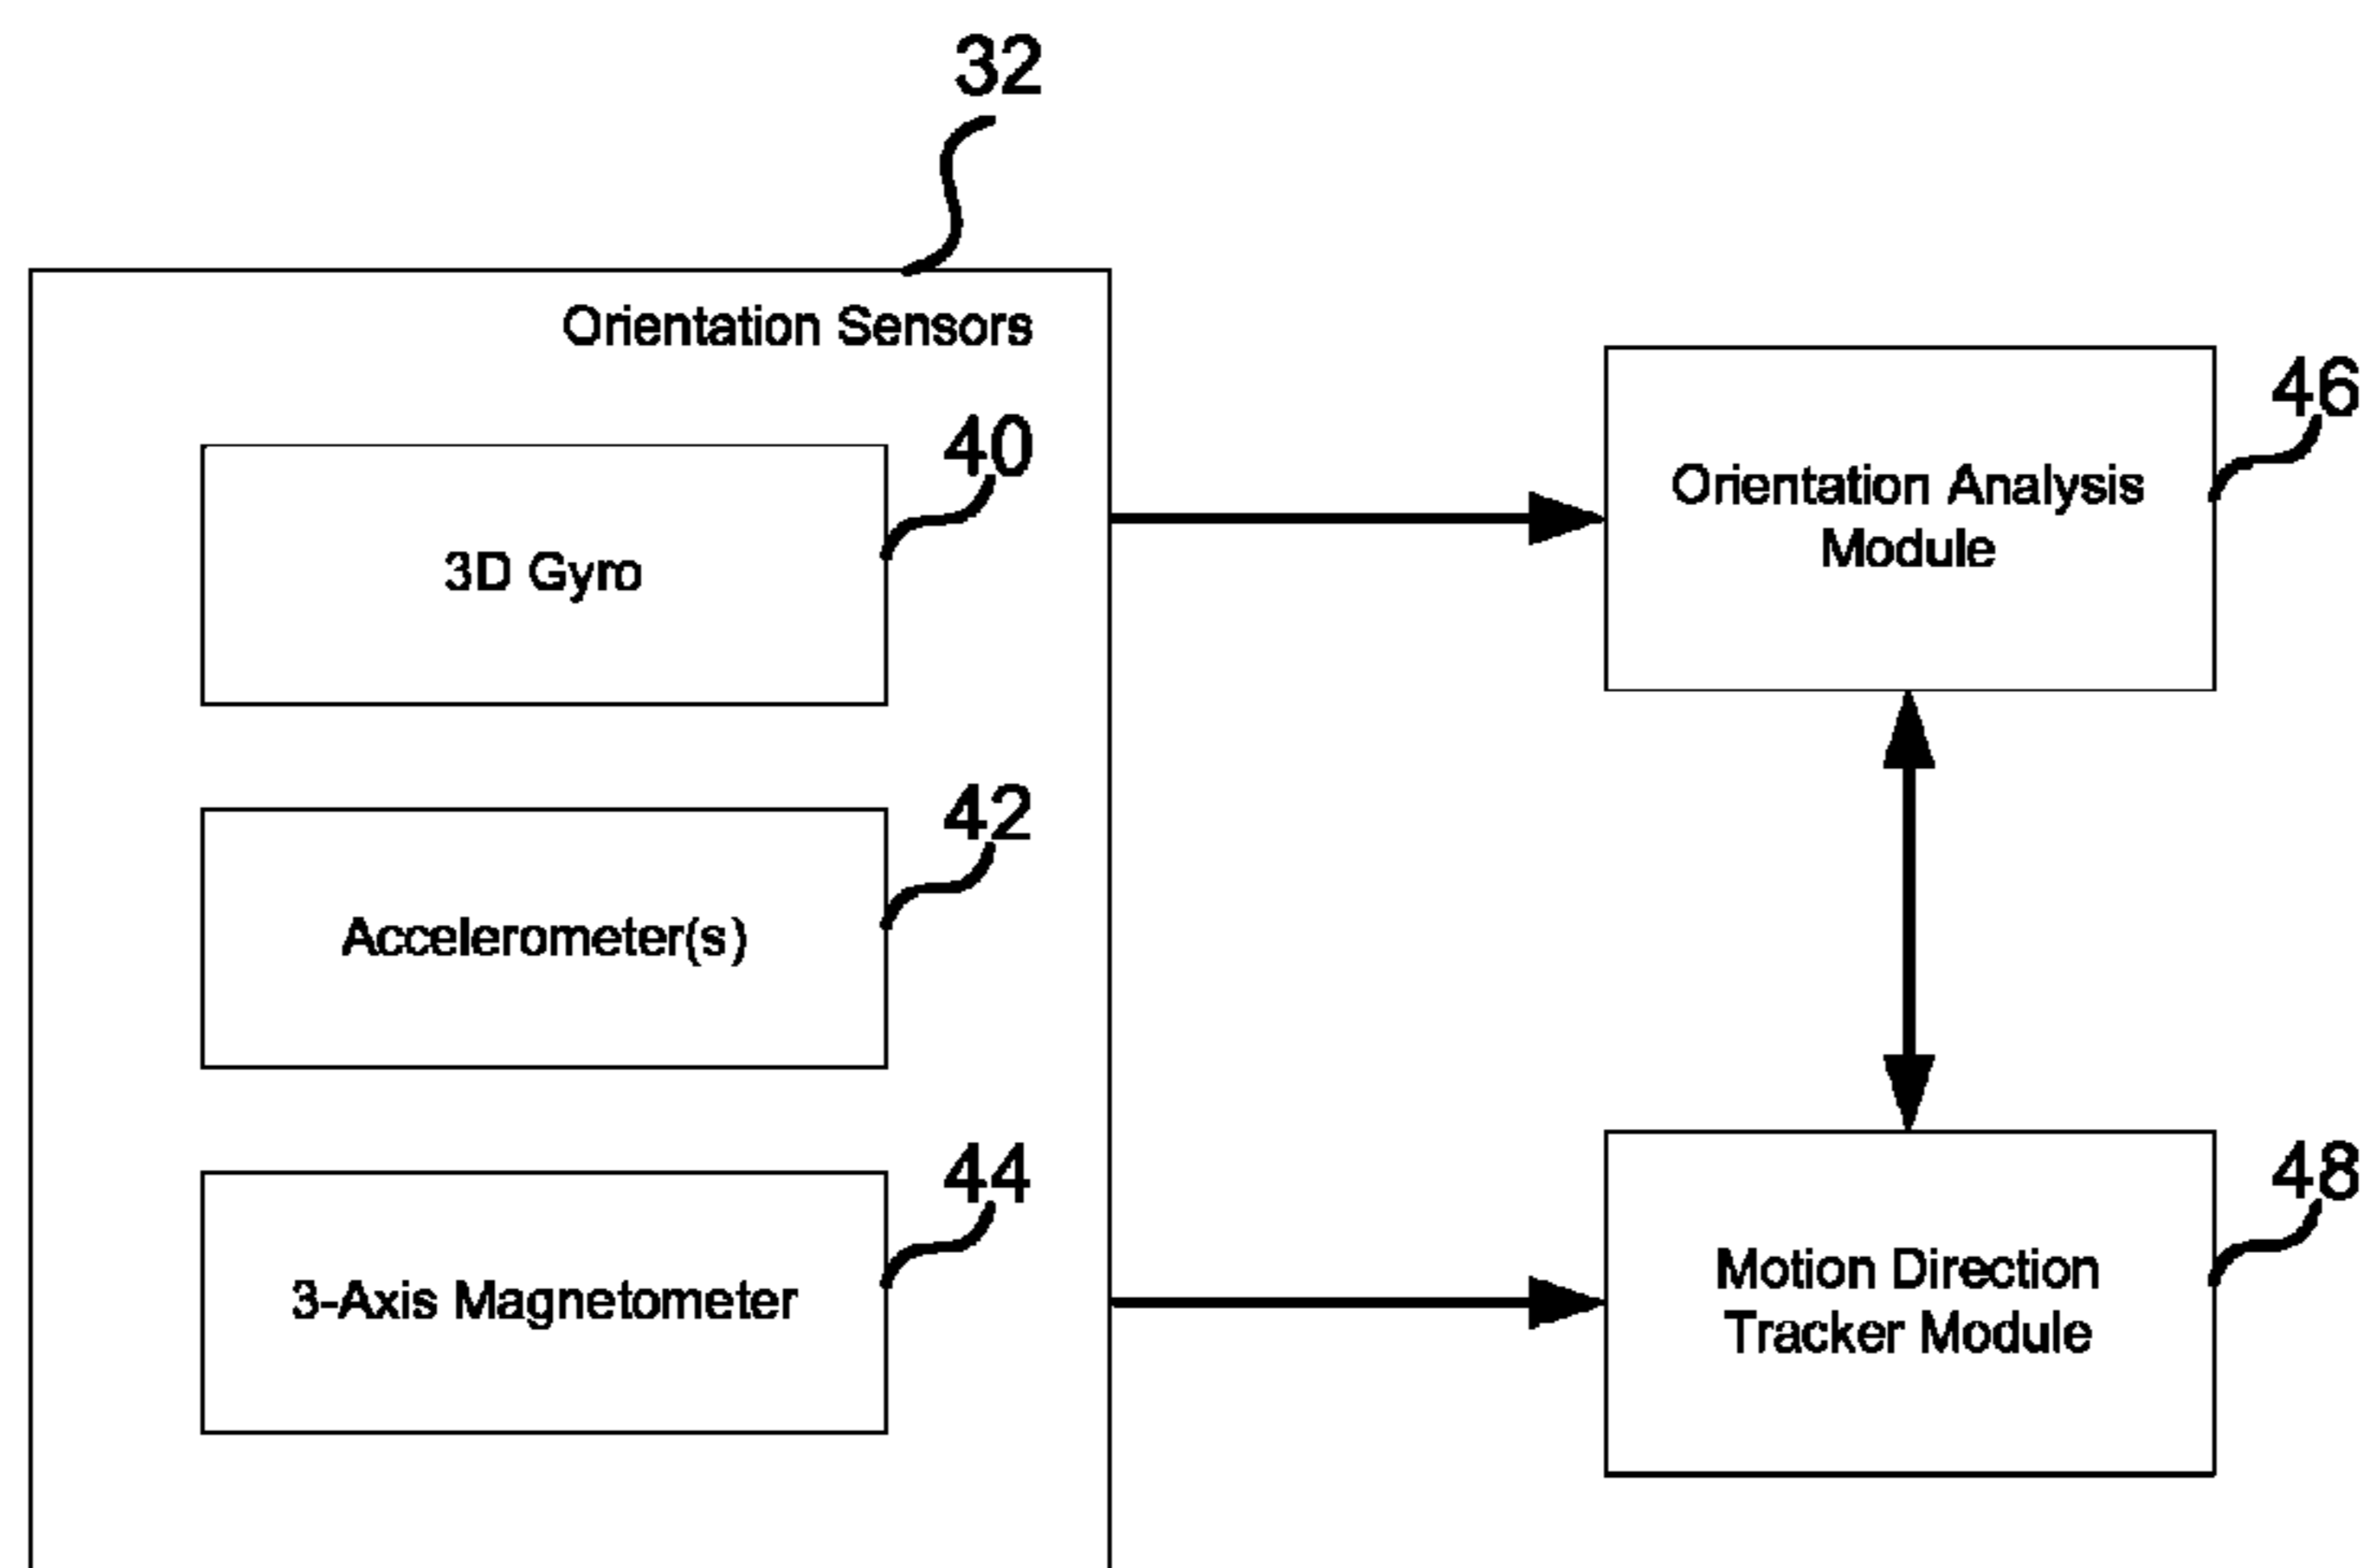 32
Orientation Sensors
40
3D Gyro
42
Accelerometer(s)
44
3-Axis Magnetometer
46
Orientation Analysis
Module
48
Motion Direction
Tracker Module